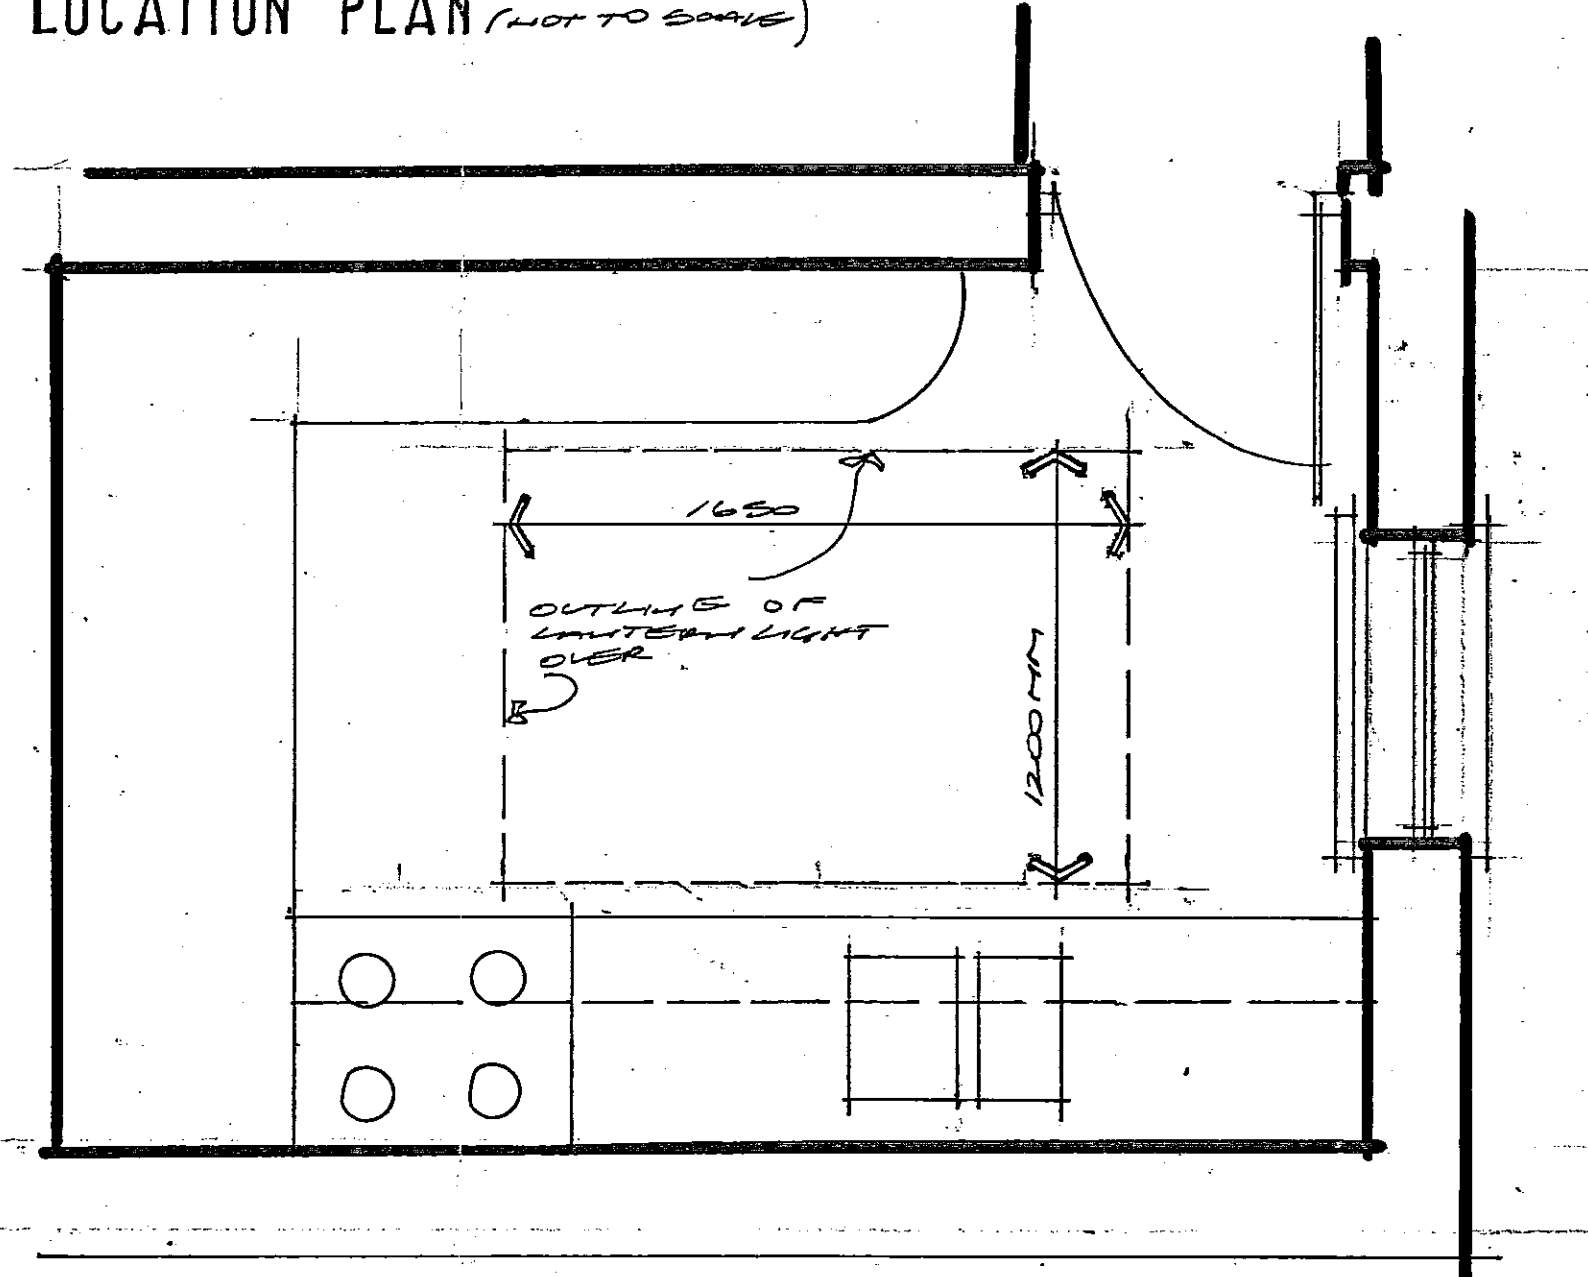 LOCATION PLAN (NOT TO SCALE)
1650
OUTLINE OF
LANTERN LIGHT
OVER
1200MM